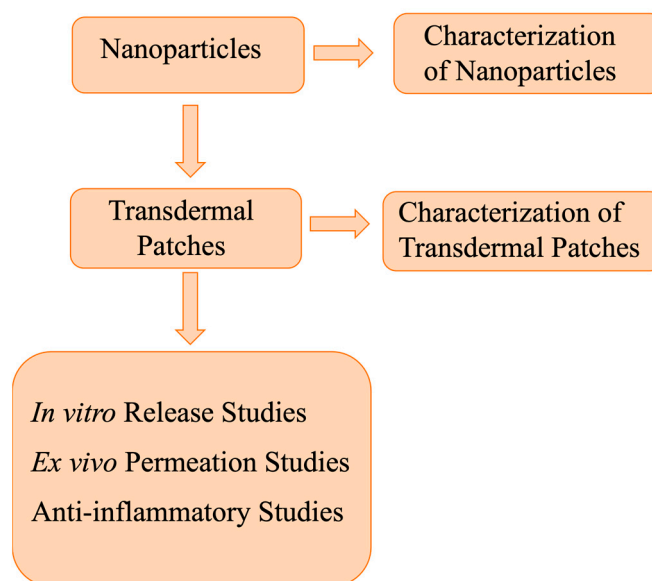 Nanoparticles
Characterization
of Nanoparticles
Transdermal
Patches
Characterization of
Transdermal Patches
In vitro Release Studies
Ex vivo Permeation Studies
Anti-inflammatory Studies